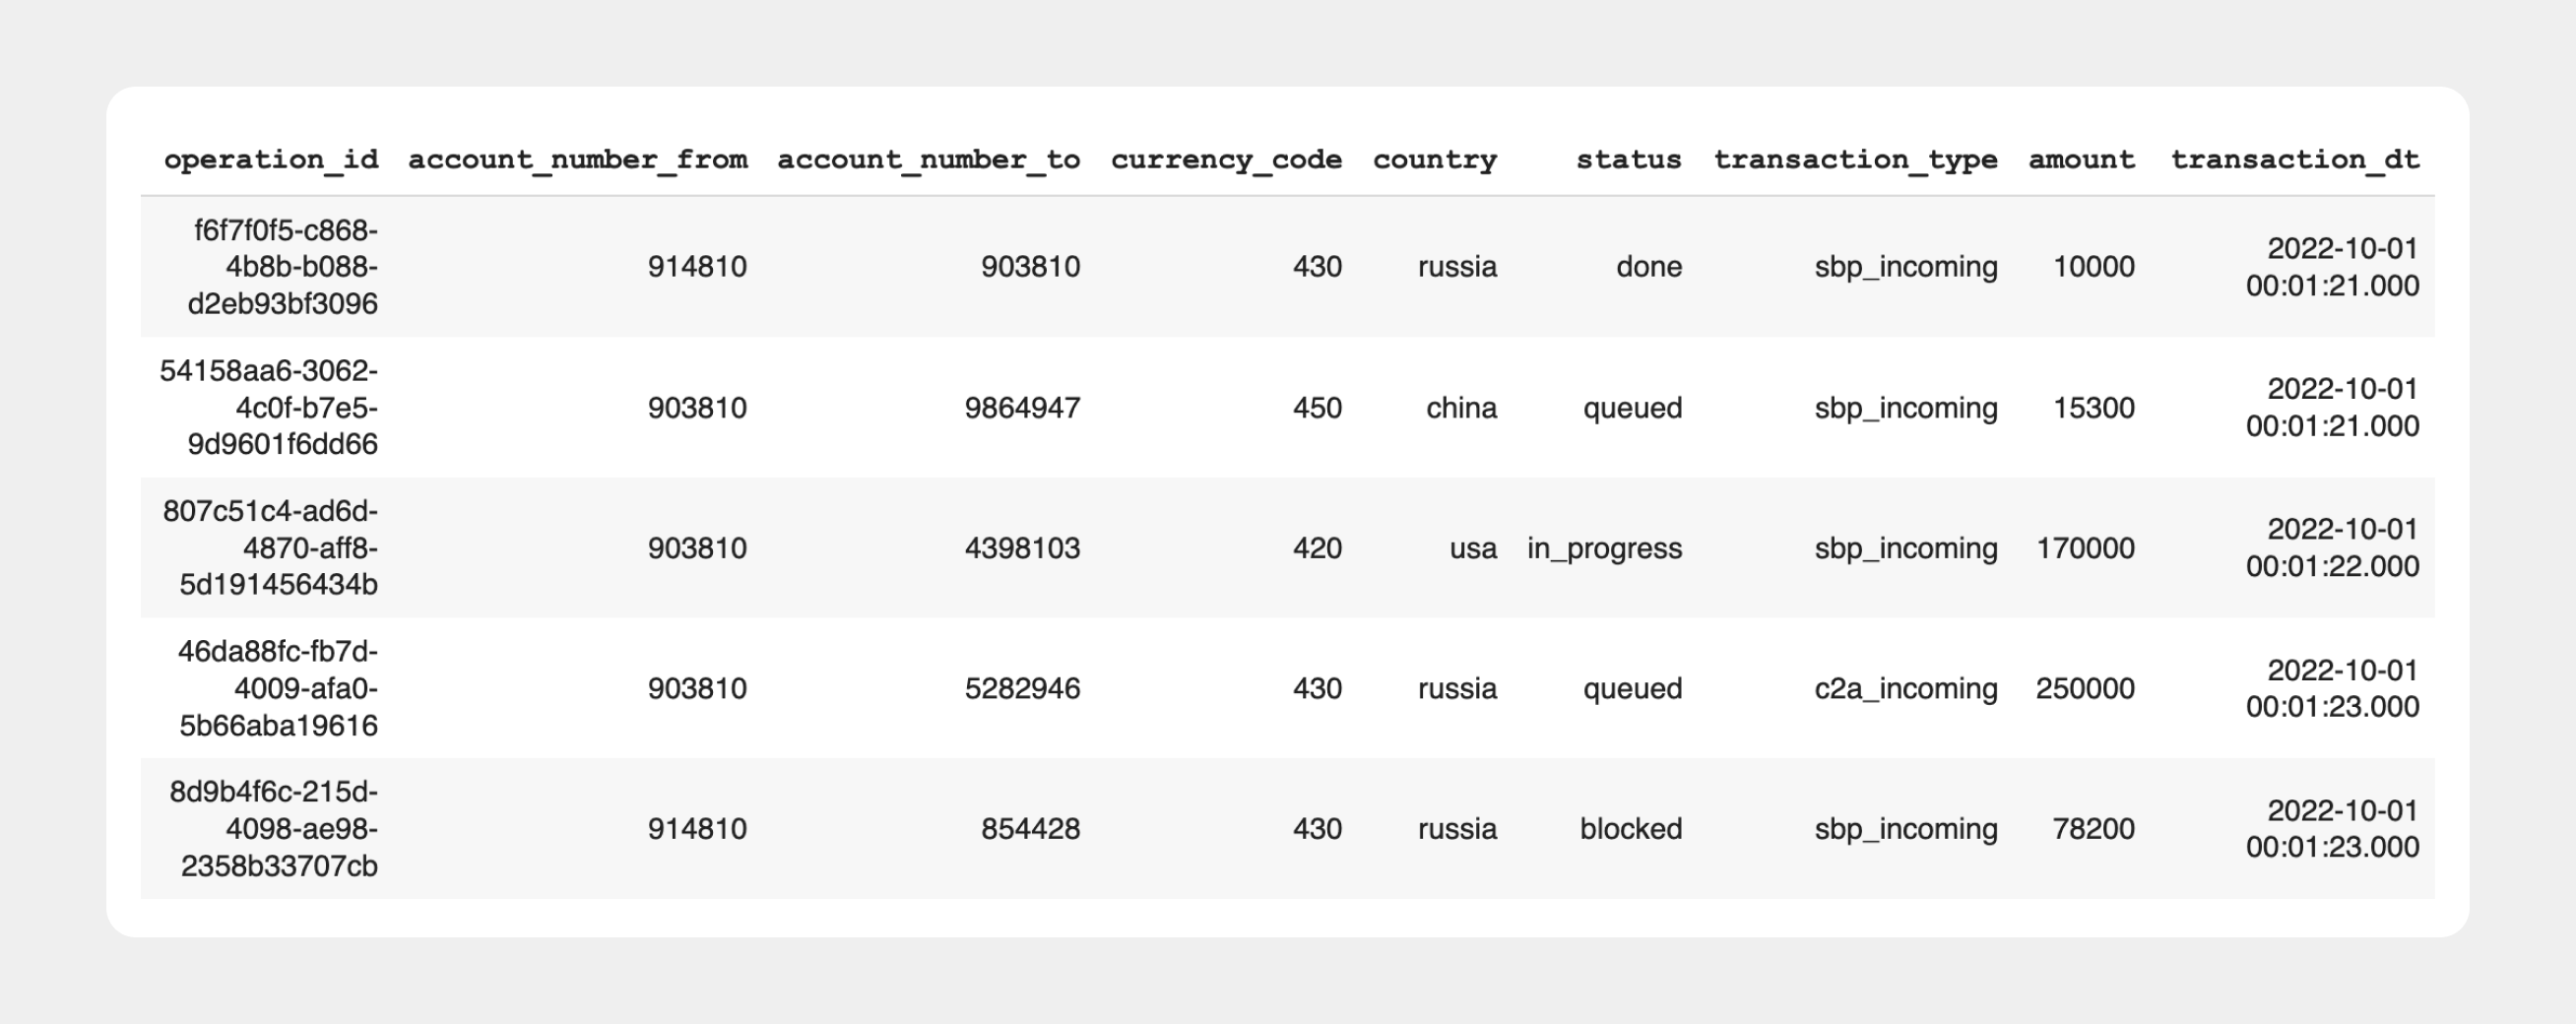 operation_id account_number_from account_number_to currency_code country status transaction_type amount transaction_dt
f6f7f0f5-c868-
4b8b-b088-
d2eb93bf3096
914810 903810 430 russia done sbp_incoming 10000
2022-10-01
00:01:21.000
54158aa6-3062-
4c0f-b7e5-
9d9601f6dd66
903810 9864947 450 china queued sbp_incoming 15300
2022-10-01
00:01:21.000
807c51c4-ad6d-
4870-aff8-
5d191456434b
903810 4398103 420 usa in_progress sbp_incoming 170000
2022-10-01
00:01:22.000
46da88fc-fb7d-
4009-afa0-
5b66aba19616
903810 5282946 430 russia queued c2a_incoming 250000
2022-10-01
00:01:23.000
8d9b4f6c-215d-
4098-ae98-
2358b33707cb
914810 854428 430 russia blocked sbp_incoming 78200
2022-10-01
00:01:23.000